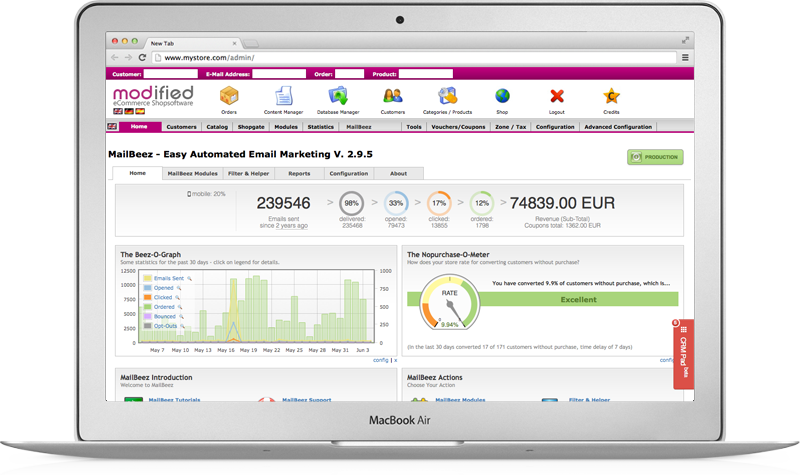 New Tab
www.mystore.com/admin/
Customer: E-Mail Address: Order: Product:
modified
eCommerce Shopsoftware
Orders Content Manager Database Manager Customers Categories / Products Shop Logout Credits
Home Customers Catalog Shopgate Modules Statistics MailBeez Tools Vouchers/Coupons Zone / Tax Configuration Advanced Configuration
MailBeez - Easy Automated Email Marketing V. 2.9.5
PRODUCTION
Home MailBeez Modules Filter & Helper Reports Configuration About
mobile: 20%
239546 > 98% > 33% > 17% > 12% > 74839.00 EUR
Emails sent delivered: opened: clicked: ordered: Revenue (Sub-Total)
since 2 years ago 235468 79473 13855 1798 Coupons total: 1362.00 EUR
The Beez-O-Graph
Some statistics for the past 30 days - click on legend for details.
12500 1000
10000 750
7500 500
5000 250
2500
0 0
Emails Sent
Opened
Clicked
Ordered
Bounced
Opt-Outs
May 7 May 10 May 13 May 16 May 19 May 22 May 25 May 28 May 31 Jun 3
config | x
The Nopurchase-O-Meter
How does your store rate for converting customers without purchase?
You have converted 9.9% of customers without purchase, which is...
Excellent
RATE
9.94%
(in the last 30 days converted 17 of 171 customers without purchase, time delay of 7 days)
config
CRM Pad beta
MailBeez Introduction
Welcome to MailBeez
MailBeez Tutorials MailBeez Support
MailBeez Actions
Choose Your Action
MailBeez Modules Filter & Helper
MacBook Air